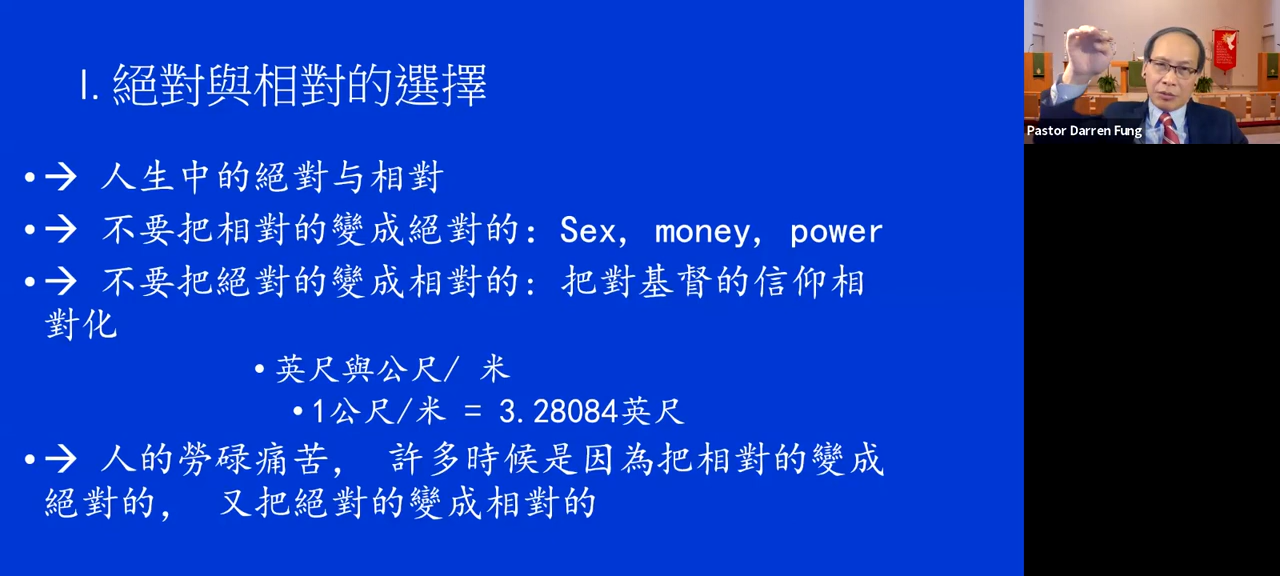 I. 絕對與相對的選擇
Pastor Darren Fung
•→ 人生中的絕對与相對
•→ 不要把相對的變成絕對的: Sex, money, power
•→ 不要把絕對的變成相對的: 把對基督的信仰相
對化
•英尺與公尺/ 米
•1公尺/米 = 3.28084英尺
•→ 人的勞碌痛苦, 許多時候是因為把相對的變成
絕對的, 又把絕對的變成相對的